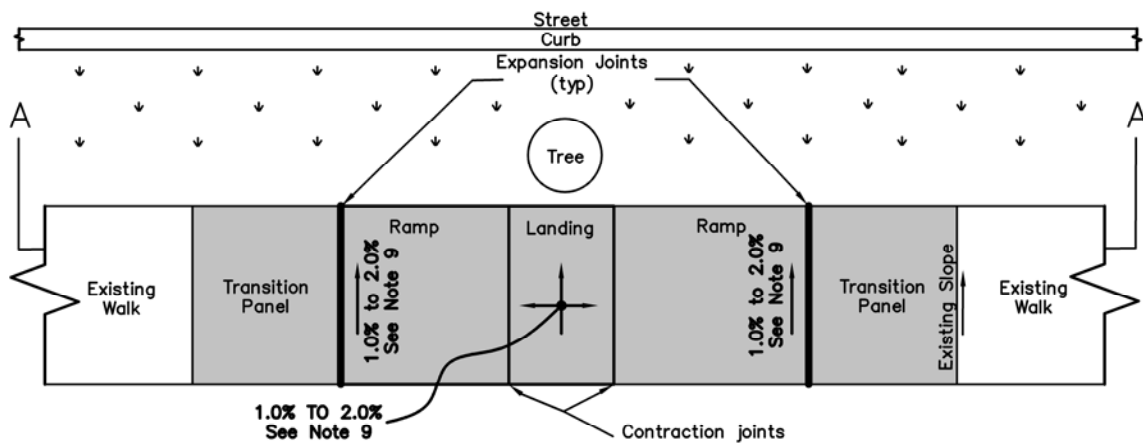 Street
Curb
Expansion Joints
(typ)
A
A
Tree
Ramp
Landing
Ramp
Existing
Walk
Transition
Panel
1.0% to 2.0%
See Note 9
1.0% to 2.0%
See Note 9
Transition
Panel
Existing Slope
Existing
Walk
1.0% TO 2.0%
See Note 9
Contraction joints